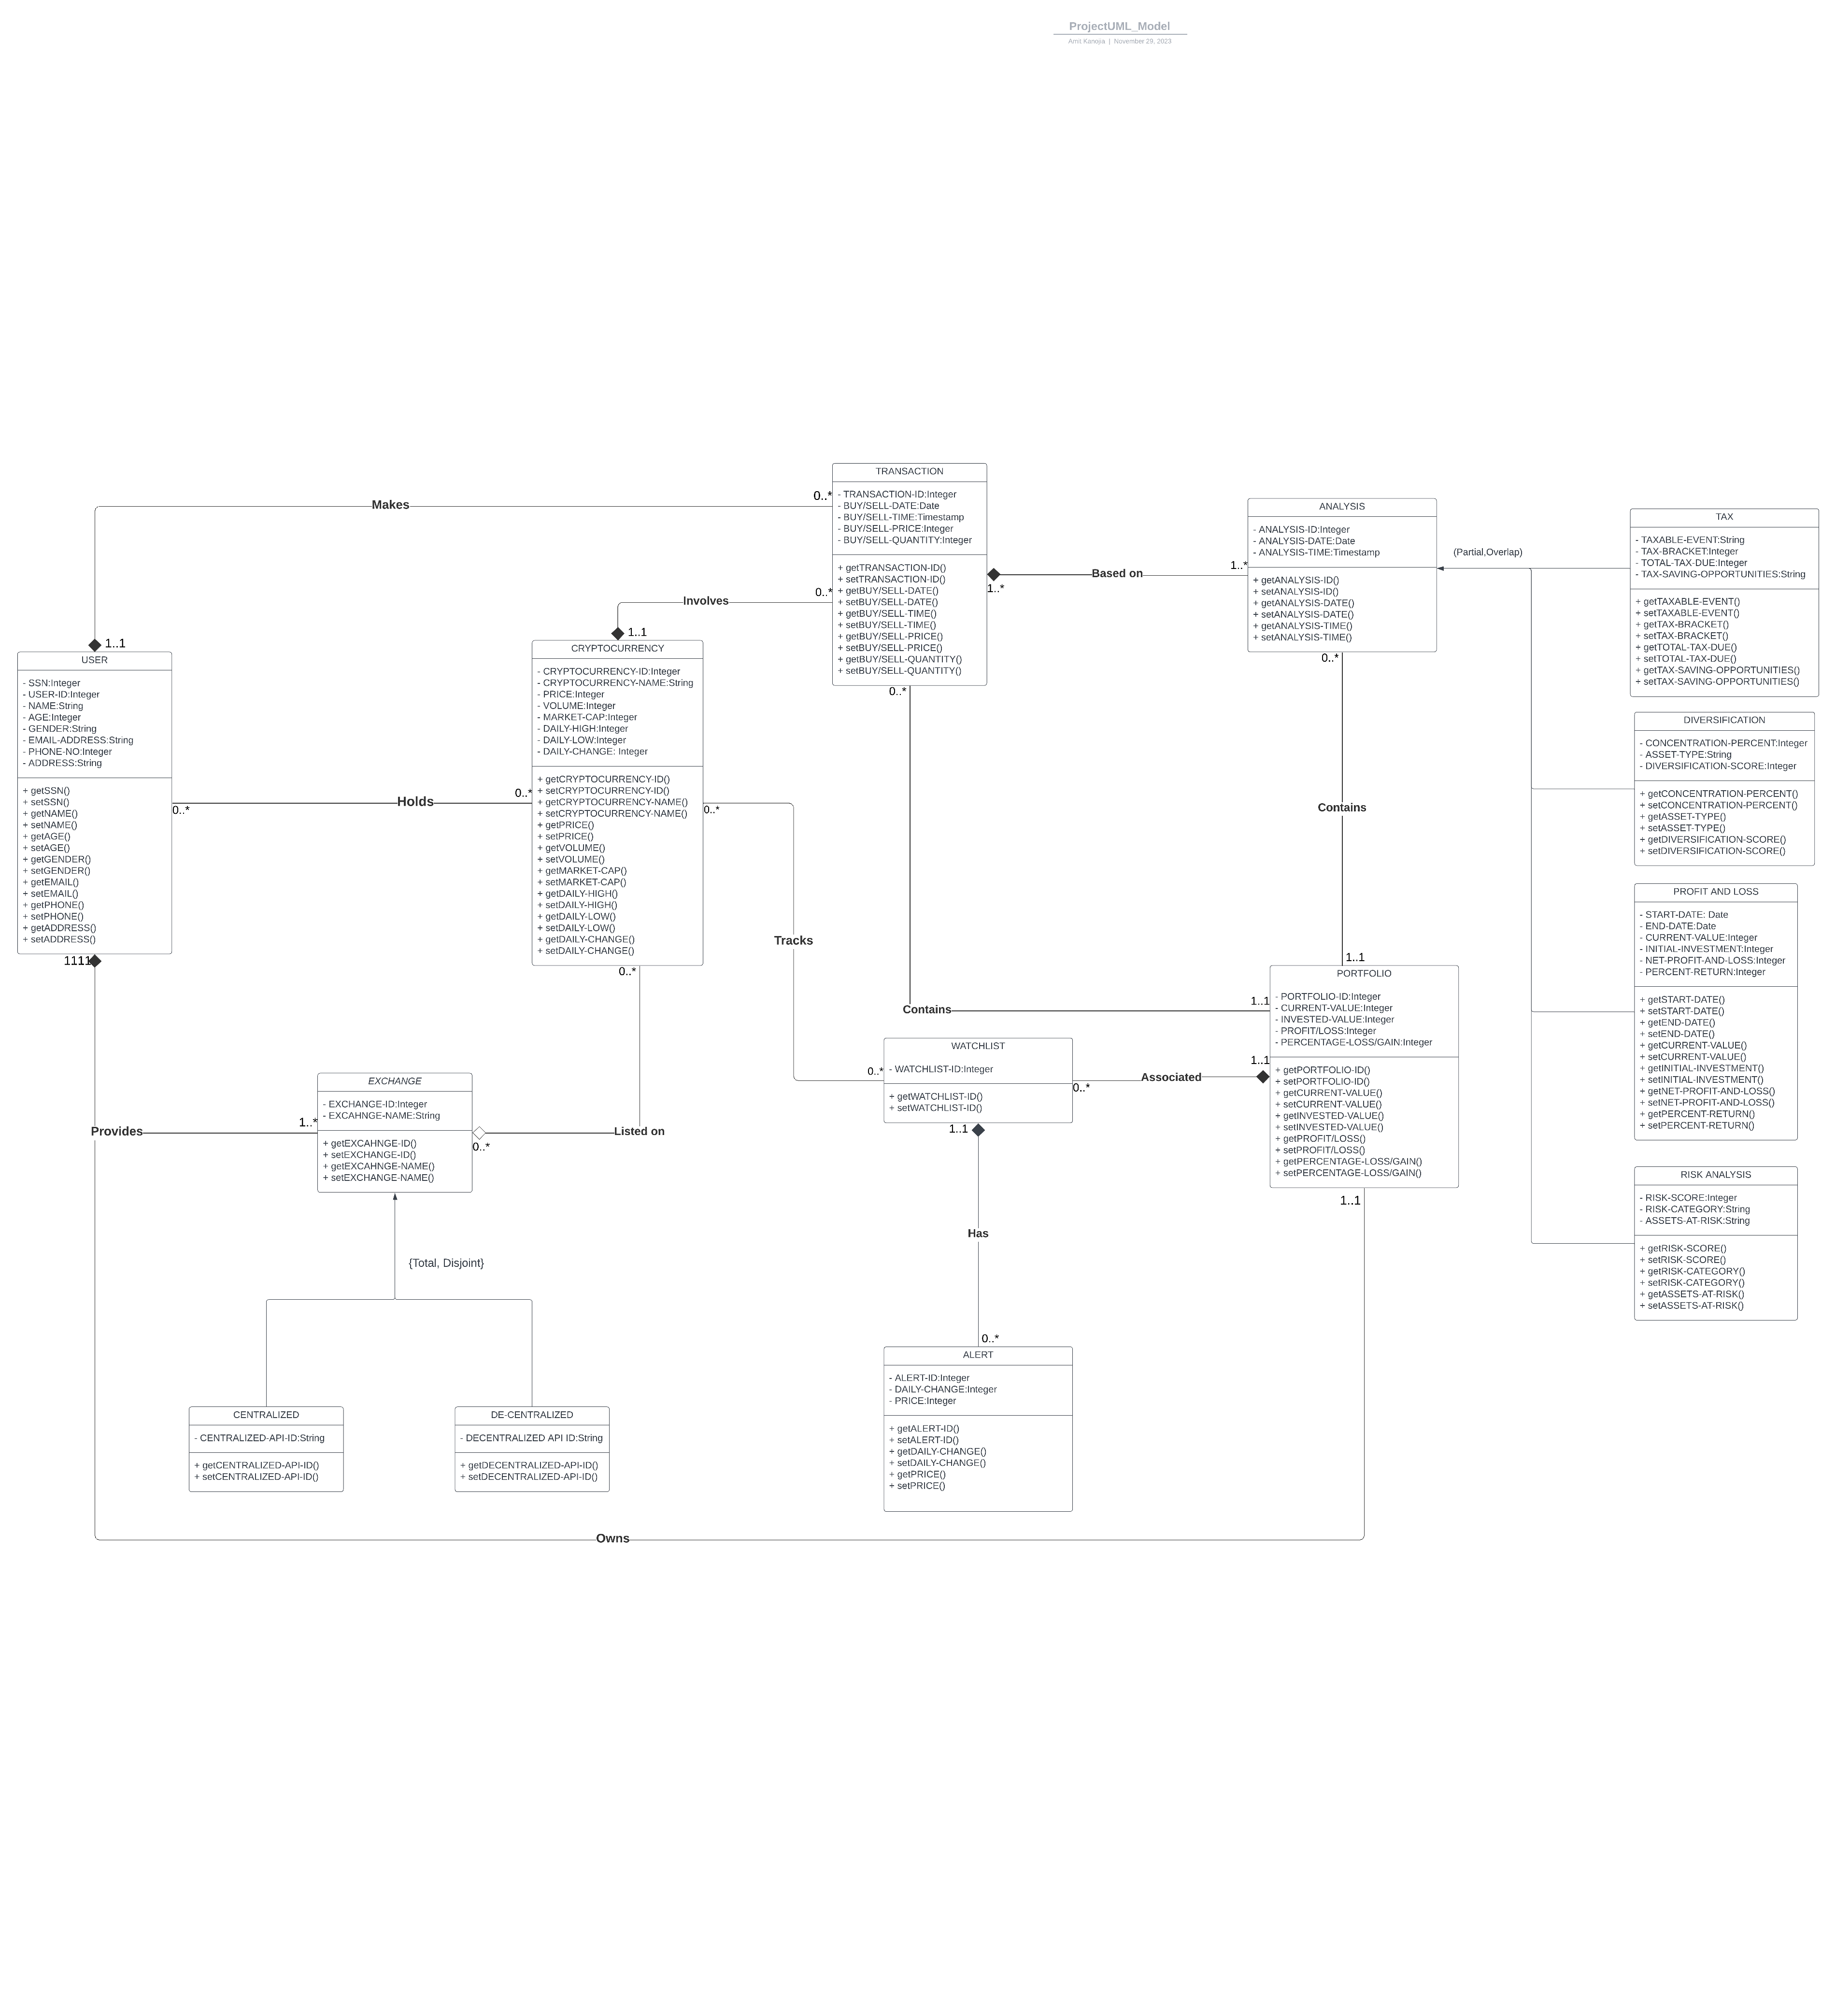 ProjectUML_Model
Amit Kanojia | November 29, 2023
TRANSACTION
- TRANSACTION-ID:Integer
- BUY/SELL-DATE:Date
- BUY/SELL-TIME:Timestamp
- BUY/SELL-PRICE:Integer
- BUY/SELL-QUANTITY:Integer
+ getTRANSACTION-ID()
+ setTRANSACTION-ID()
+ getBUY/SELL-DATE()
+ setBUY/SELL-DATE()
+ getBUY/SELL-TIME()
+ setBUY/SELL-TIME()
+ getBUY/SELL-PRICE()
+ setBUY/SELL-PRICE()
+ getBUY/SELL-QUANTITY()
+ setBUY/SELL-QUANTITY()
Makes
0..*
1..1
Involves
0..*
1..1
Based on
1..*
1..*
ANALYSIS
- ANALYSIS-ID:Integer
- ANALYSIS-DATE:Date
- ANALYSIS-TIME:Timestamp
+ getANALYSIS-ID()
+ setANALYSIS-ID()
+ getANALYSIS-DATE()
+ setANALYSIS-DATE()
+ getANALYSIS-TIME()
+ setANALYSIS-TIME()
(Partial,Overlap)
TAX
- TAXABLE-EVENT:String
- TAX-BRACKET:Integer
- TOTAL-TAX-DUE:Integer
- TAX-SAVING-OPPORTUNITIES:String
+ getTAXABLE-EVENT()
+ setTAXABLE-EVENT()
+ getTAX-BRACKET()
+ setTAX-BRACKET()
+ getTOTAL-TAX-DUE()
+ setTOTAL-TAX-DUE()
+ getTAX-SAVING-OPPORTUNITIES()
+ setTAX-SAVING-OPPORTUNITIES()
USER
- SSN:Integer
- USER-ID:Integer
- NAME:String
- AGE:Integer
- GENDER:String
- EMAIL-ADDRESS:String
- PHONE-NO:Integer
- ADDRESS:String
+ getSSN()
+ setSSN()
+ getNAME()
+ setNAME()
+ getAGE()
+ setAGE()
+ getGENDER()
+ setGENDER()
+ getEMAIL()
+ setEMAIL()
+ getPHONE()
+ setPHONE()
+ getADDRESS()
+ setADDRESS()
1111
0..*
Holds
0..*
CRYPTOCURRENCY
- CRYPTOCURRENCY-ID:Integer
- CRYPTOCURRENCY-NAME:String
- PRICE:Integer
- VOLUME:Integer
- MARKET-CAP:Integer
- DAILY-HIGH:Integer
- DAILY-LOW:Integer
- DAILY-CHANGE: Integer
+ getCRYPTOCURRENCY-ID()
+ setCRYPTOCURRENCY-ID()
+ getCRYPTOCURRENCY-NAME()
+ setCRYPTOCURRENCY-NAME()
+ getPRICE()
+ setPRICE()
+ getVOLUME()
+ setVOLUME()
+ getMARKET-CAP()
+ setMARKET-CAP()
+ getDAILY-HIGH()
+ setDAILY-HIGH()
+ getDAILY-LOW()
+ setDAILY-LOW()
+ getDAILY-CHANGE()
+ setDAILY-CHANGE()
0..*
0..*
Tracks
0..*
0..*
Contains
1..1
0..*
Contains
1..1
DIVERSIFICATION
- CONCENTRATION-PERCENT:Integer
- ASSET-TYPE:String
- DIVERSIFICATION-SCORE:Integer
+ getCONCENTRATION-PERCENT()
+ setCONCENTRATION-PERCENT()
+ getASSET-TYPE()
+ setASSET-TYPE()
+ getDIVERSIFICATION-SCORE()
+ setDIVERSIFICATION-SCORE()
PROFIT AND LOSS
- START-DATE: Date
- END-DATE:Date
- CURRENT-VALUE:Integer
- INITIAL-INVESTMENT:Integer
- NET-PROFIT-AND-LOSS:Integer
- PERCENT-RETURN:Integer
+ getSTART-DATE()
+ setSTART-DATE()
+ getEND-DATE()
+ setEND-DATE()
+ getCURRENT-VALUE()
+ setCURRENT-VALUE()
+ getINITIAL-INVESTMENT()
+ setINITIAL-INVESTMENT()
+ getNET-PROFIT-AND-LOSS()
+ setNET-PROFIT-AND-LOSS()
+ getPERCENT-RETURN()
+ setPERCENT-RETURN()
PORTFOLIO
- PORTFOLIO-ID:Integer
- CURRENT-VALUE:Integer
- INVESTED-VALUE:Integer
- PROFIT/LOSS:Integer
- PERCENTAGE-LOSS/GAIN:Integer
+ getPORTFOLIO-ID()
+ setPORTFOLIO-ID()
+ getCURRENT-VALUE()
+ setCURRENT-VALUE()
+ getINVESTED-VALUE()
+ setINVESTED-VALUE()
+ getPROFIT/LOSS()
+ setPROFIT/LOSS()
+ getPERCENTAGE-LOSS/GAIN()
+ setPERCENTAGE-LOSS/GAIN()
1..1
WATCHLIST
- WATCHLIST-ID:Integer
+ getWATCHLIST-ID()
+ setWATCHLIST-ID()
0..*
Associated
1..1
1..1
Has
0..*
EXCHANGE
- EXCHANGE-ID:Integer
- EXCAHNGE-NAME:String
+ getEXCAHNGE-ID()
+ setEXCHANGE-ID()
+ getEXCAHNGE-NAME()
+ setEXCHANGE-NAME()
Provides
1..*
0..*
Listed on
{Total, Disjoint}
RISK ANALYSIS
- RISK-SCORE:Integer
- RISK-CATEGORY:String
- ASSETS-AT-RISK:String
+ getRISK-SCORE()
+ setRISK-SCORE()
+ getRISK-CATEGORY()
+ setRISK-CATEGORY()
+ getASSETS-AT-RISK()
+ setASSETS-AT-RISK()
CENTRALIZED
- CENTRALIZED-API-ID:String
+ getCENTRALIZED-API-ID()
+ setCENTRALIZED-API-ID()
DE-CENTRALIZED
- DECENTRALIZED API ID:String
+ getDECENTRALIZED-API-ID()
+ setDECENTRALIZED-API-ID()
ALERT
- ALERT-ID:Integer
- DAILY-CHANGE:Integer
- PRICE:Integer
+ getALERT-ID()
+ setALERT-ID()
+ getDAILY-CHANGE()
+ setDAILY-CHANGE()
+ getPRICE()
+ setPRICE()
Owns